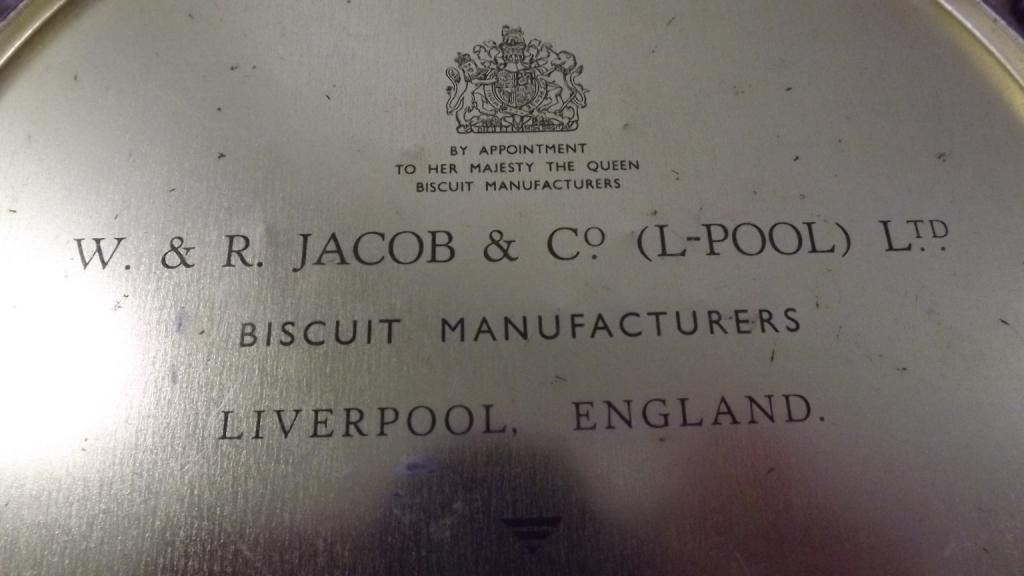 BY APPOINTMENT
TO HER MAJESTY THE QUEEN
BISCUIT MANUFACTURERS
W. & R. JACOB & Co. (L-POOL) LTD.
BISCUIT MANUFACTURERS
LIVERPOOL, ENGLAND.